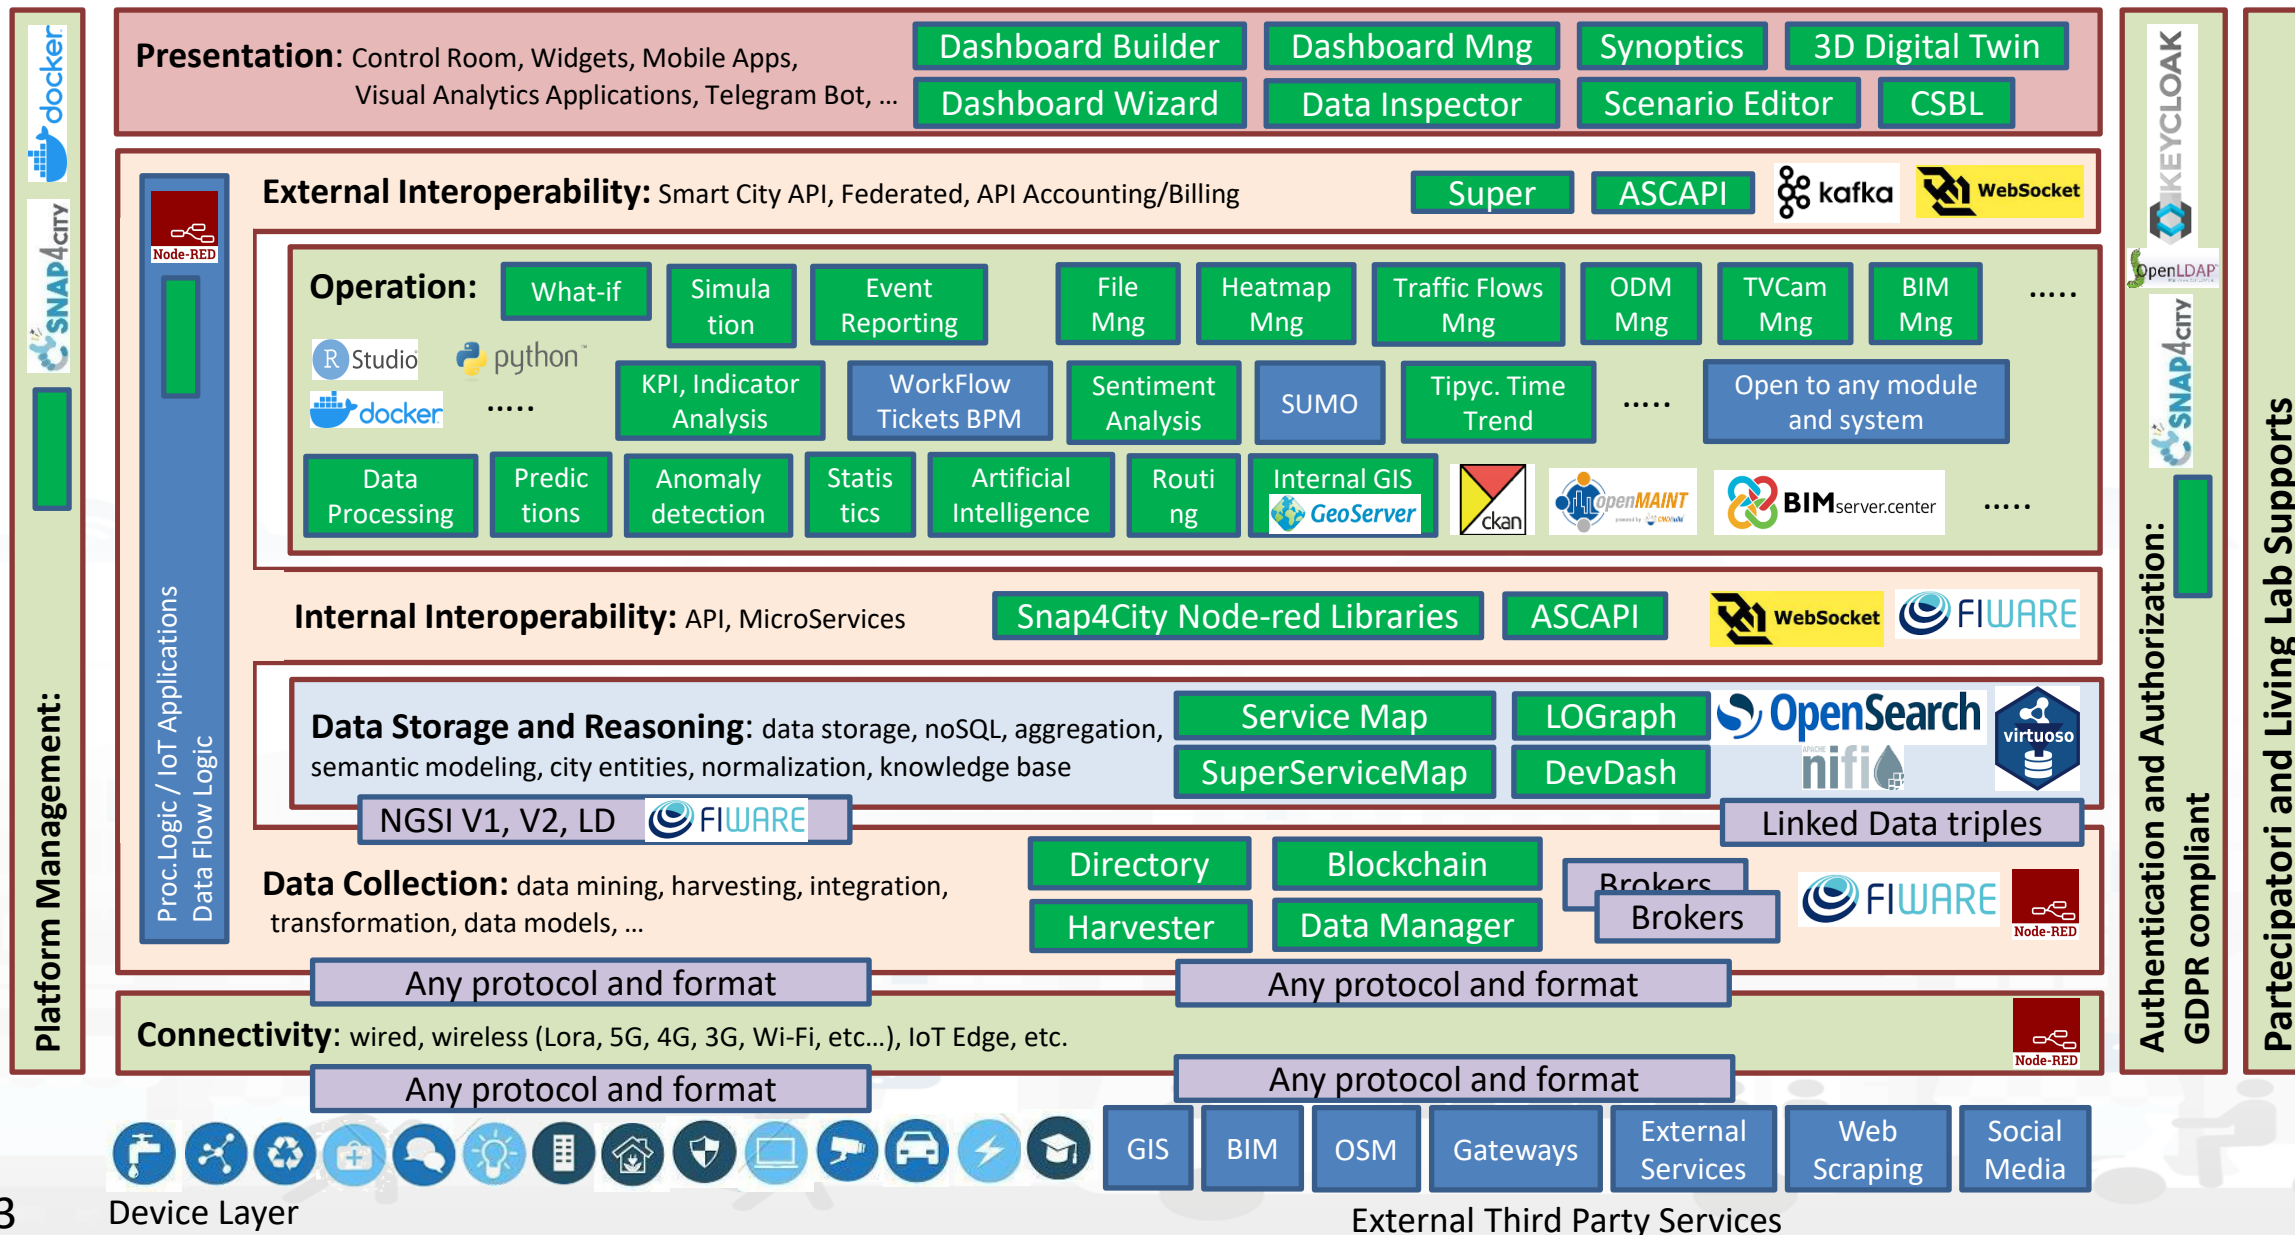 docker
SNAP4CITY
Platform Management:
Presentation: Control Room, Widgets, Mobile Apps,
Visual Analytics Applications, Telegram Bot, ...
Dashboard Builder
Dashboard Mng
Synoptics
3D Digital Twin
Dashboard Wizard
Data Inspector
Scenario Editor
CSBL
Node-RED
Proc.Logic / IoT Applications
Data Flow Logic
External Interoperability: Smart City API, Federated, API Accounting/Billing
Super
ASCAPI
kafka
WebSocket
Operation:
What-if
Simula
tion
Event
Reporting
File
Mng
Heatmap
Mng
Traffic Flows
Mng
ODM
Mng
TVCam
Mng
BIM
Mng
.....
R Studio
python
docker
.....
KPI, Indicator
Analysis
WorkFlow
Tickets BPM
Sentiment
Analysis
SUMO
Tipyc. Time
Trend
.....
Open to any module
and system
Data
Processing
Predic
tions
Anomaly
detection
Statis
tics
Artificial
Intelligence
Routi
ng
Internal GIS
GeoServer
ckan
openMAINT
BIMserver.center
.....
Internal Interoperability: API, MicroServices
Snap4City Node-red Libraries
ASCAPI
WebSocket
FIWARE
Data Storage and Reasoning: data storage, noSQL, aggregation,
semantic modeling, city entities, normalization, knowledge base
Service Map
LOGraph
OpenSearch
virtuoso
SuperServiceMap
DevDash
APACHE
nifi
NGSI V1, V2, LD
FIWARE
Linked Data triples
Data Collection: data mining, harvesting, integration,
transformation, data models, ...
Directory
Blockchain
Brokers
Harvester
Data Manager
Brokers
FIWARE
Node-RED
Any protocol and format
Any protocol and format
Connectivity: wired, wireless (Lora, 5G, 4G, 3G, Wi-Fi, etc...), IoT Edge, etc.
Node-RED
Any protocol and format
Any protocol and format
GIS
BIM
OSM
Gateways
External
Services
Web
Scraping
Social
Media
3
Device Layer
External Third Party Services
KEYCLOAK
OpenLDAP
SNAP4CITY
Authentication and Authorization:
GDPR compliant
Partecipatori and Living Lab Supports